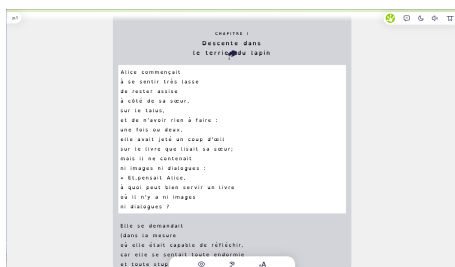 CHAPITRE I
Descente dans
le terrier du lapin
Alice commençait
à se sentir très lasse
de rester assise
à côté de sa sœur,
sur le talus,
et de n'avoir rien à faire :
une fois ou deux,
elle avait jeté un coup d'œil
sur le livre que lisait sa sœur;
mais il ne contenait
ni images ni dialogues :
« Et,pensait Alice,
à quoi peut bien servir un livre
où il n'y a ni images
ni dialogues ?
Elle se demandait
(dans la mesure
où elle était capable de réfléchir,
car elle se sentait toute endormie
et toute stup
AA